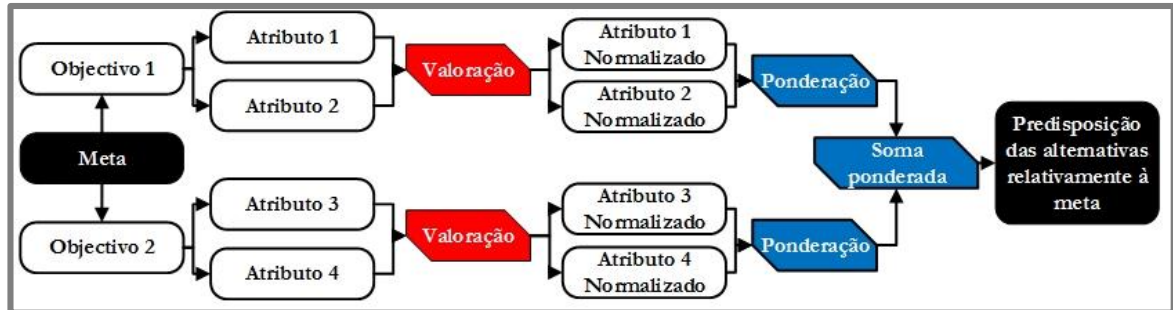 Objectivo 1
Meta
Objectivo 2
Atributo 1
Atributo 2
Atributo 3
Atributo 4
Valoração
Valoração
Atributo 1
Normalizado
Atributo 2
Normalizado
Atributo 3
Normalizado
Atributo 4
Normalizado
Ponderação
Ponderação
Soma
ponderada
Predisposição
das alternativas
relativamente à
meta